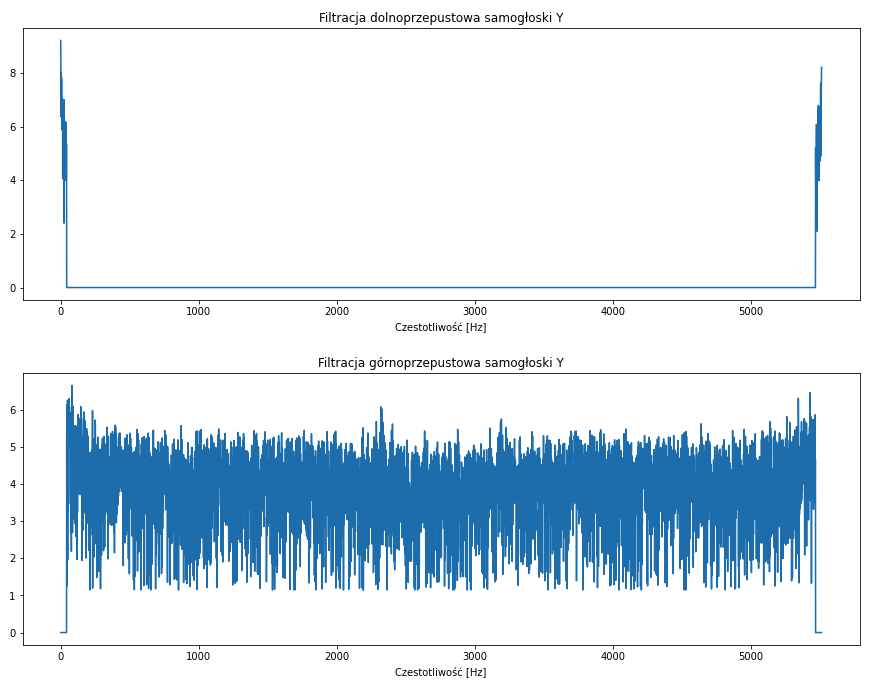 Filtracja dolnoprzepustowa samogłoski Y
8
6
4
2
0
0 1000 2000 3000 4000 5000
Czestotliwość [Hz]
Filtracja górnoprzepustowa samogłoski Y
6
5
4
3
2
1
0
0 1000 2000 3000 4000 5000
Czestotliwość [Hz]